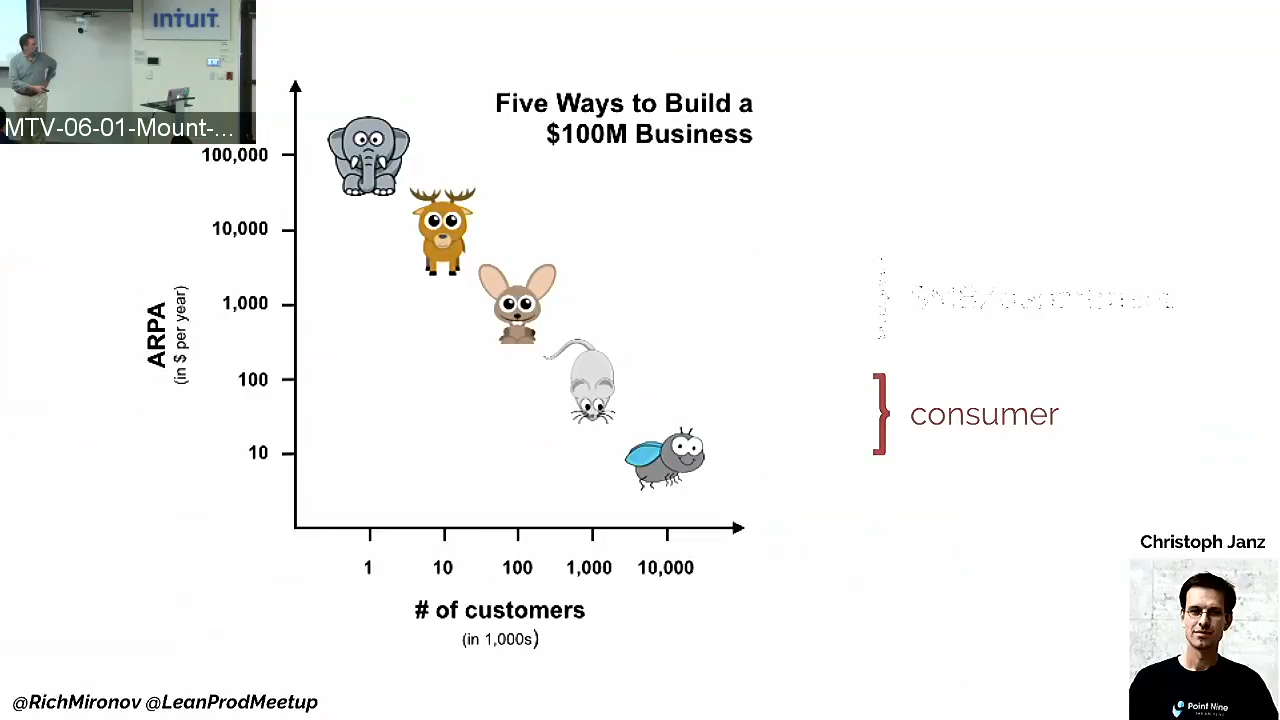 INTUIT
MTV-06-01-Mount-...
Five Ways to Build a
$100M Business
100,000
10,000
1,000
100
10
ARPA
(in $ per year)
consumer
1
10
100
1,000
10,000
# of customers
(in 1,000s)
Christoph Janz
Point Nine
@RichMironov @LeanProdMeetup